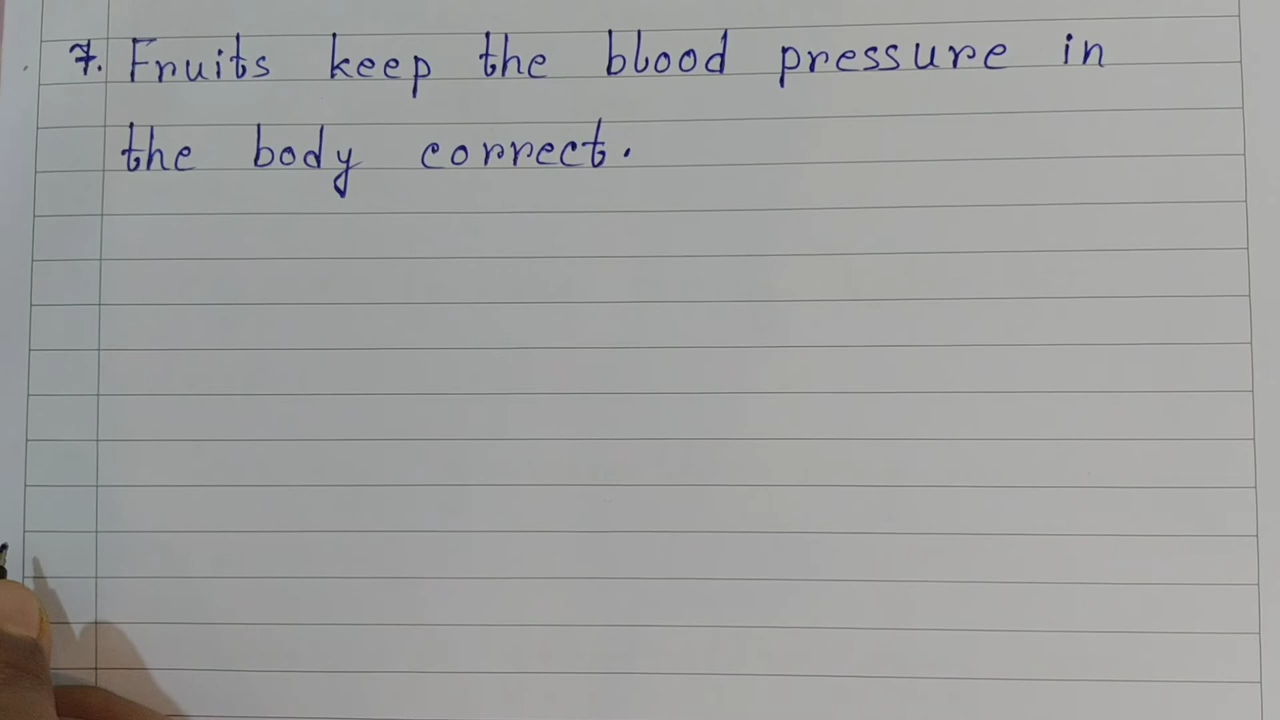 7. Fruits keep the blood pressure in
the body correct.